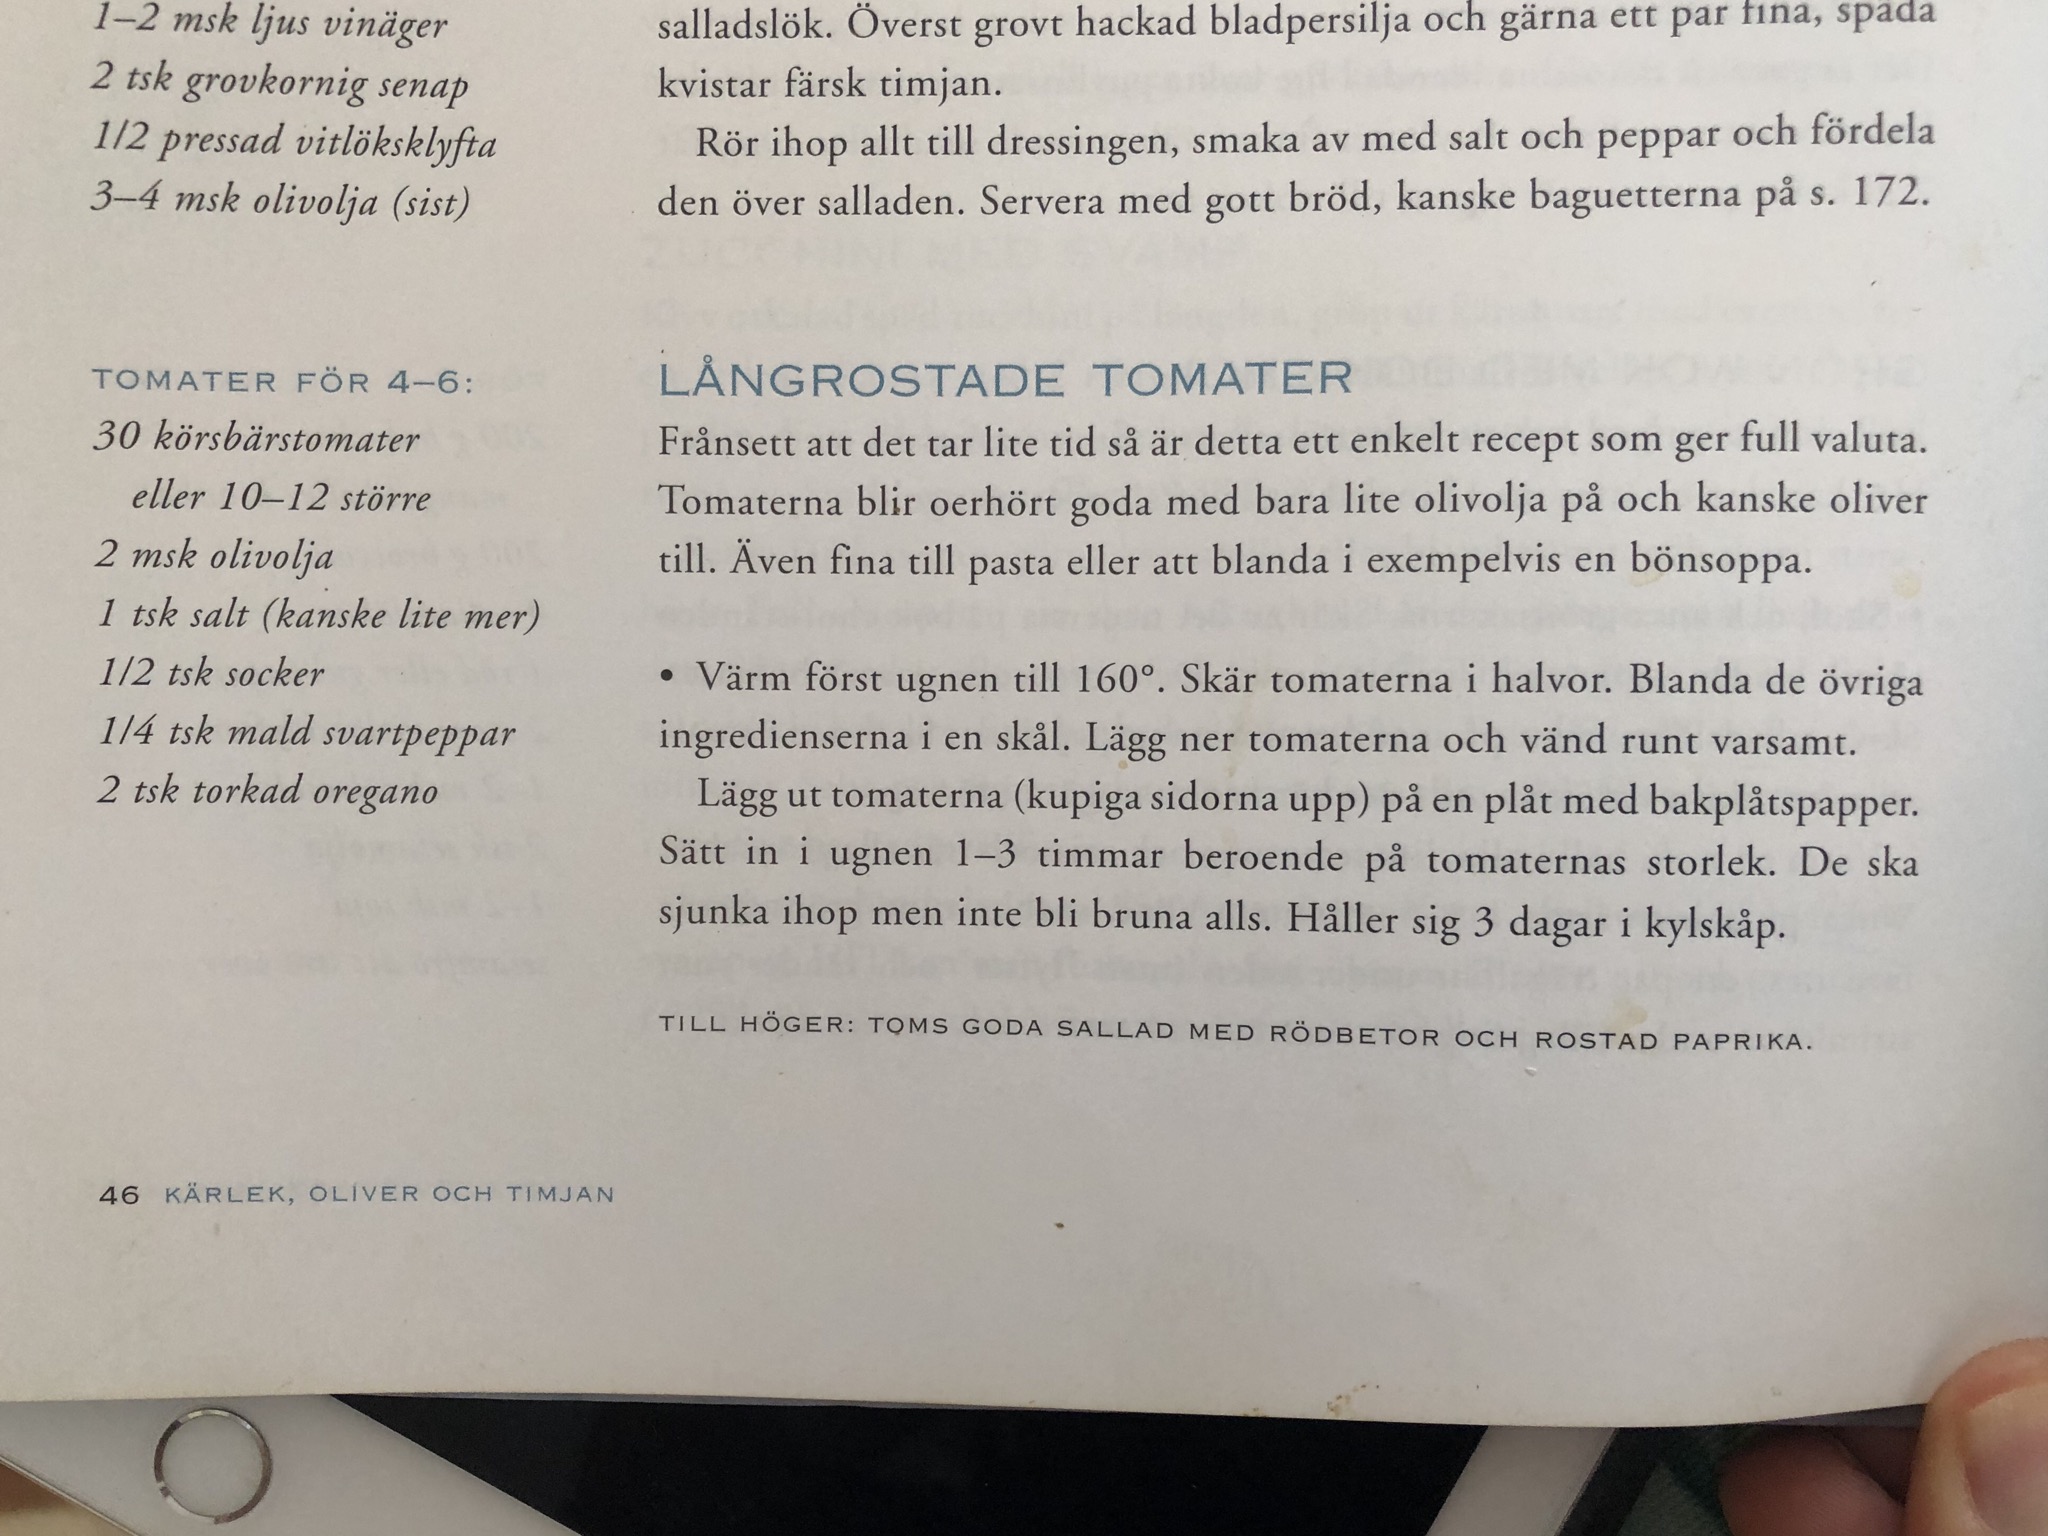 1–2 msk ljus vinäger
2 tsk grovkornig senap
1/2 pressad vitlöksklyfta
3–4 msk olivolja (sist)
salladslök. Överst grovt hackad bladpersilja och gärna ett par fina, späda
kvistar färsk timjan.
Rör ihop allt till dressingen, smaka av med salt och peppar och fördela
den över salladen. Servera med gott bröd, kanske baguetterna på s. 172.
TOMATER FÖR 4–6:
30 körsbärstomater
eller 10–12 större
2 msk olivolja
1 tsk salt (kanske lite mer)
1/2 tsk socker
1/4 tsk mald svartpeppar
2 tsk torkad oregano
LÅNGROSTADE TOMATER
Frånsett att det tar lite tid så är detta ett enkelt recept som ger full valuta.
Tomaterna blir oerhört goda med bara lite olivolja på och kanske oliver
till. Även fina till pasta eller att blanda i exempelvis en bönsoppa.
• Värm först ugnen till 160°. Skär tomaterna i halvor. Blanda de övriga
ingredienserna i en skål. Lägg ner tomaterna och vänd runt varsamt.
Lägg ut tomaterna (kupiga sidorna upp) på en plåt med bakplåtspapper.
Sätt in i ugnen 1–3 timmar beroende på tomaternas storlek. De ska
sjunka ihop men inte bli bruna alls. Håller sig 3 dagar i kylskåp.
TILL HÖGER: TOMS GODA SALLAD MED RÖDBETOR OCH ROSTAD PAPRIKA.
46 KÄRLEK, OLIVER OCH TIMJAN